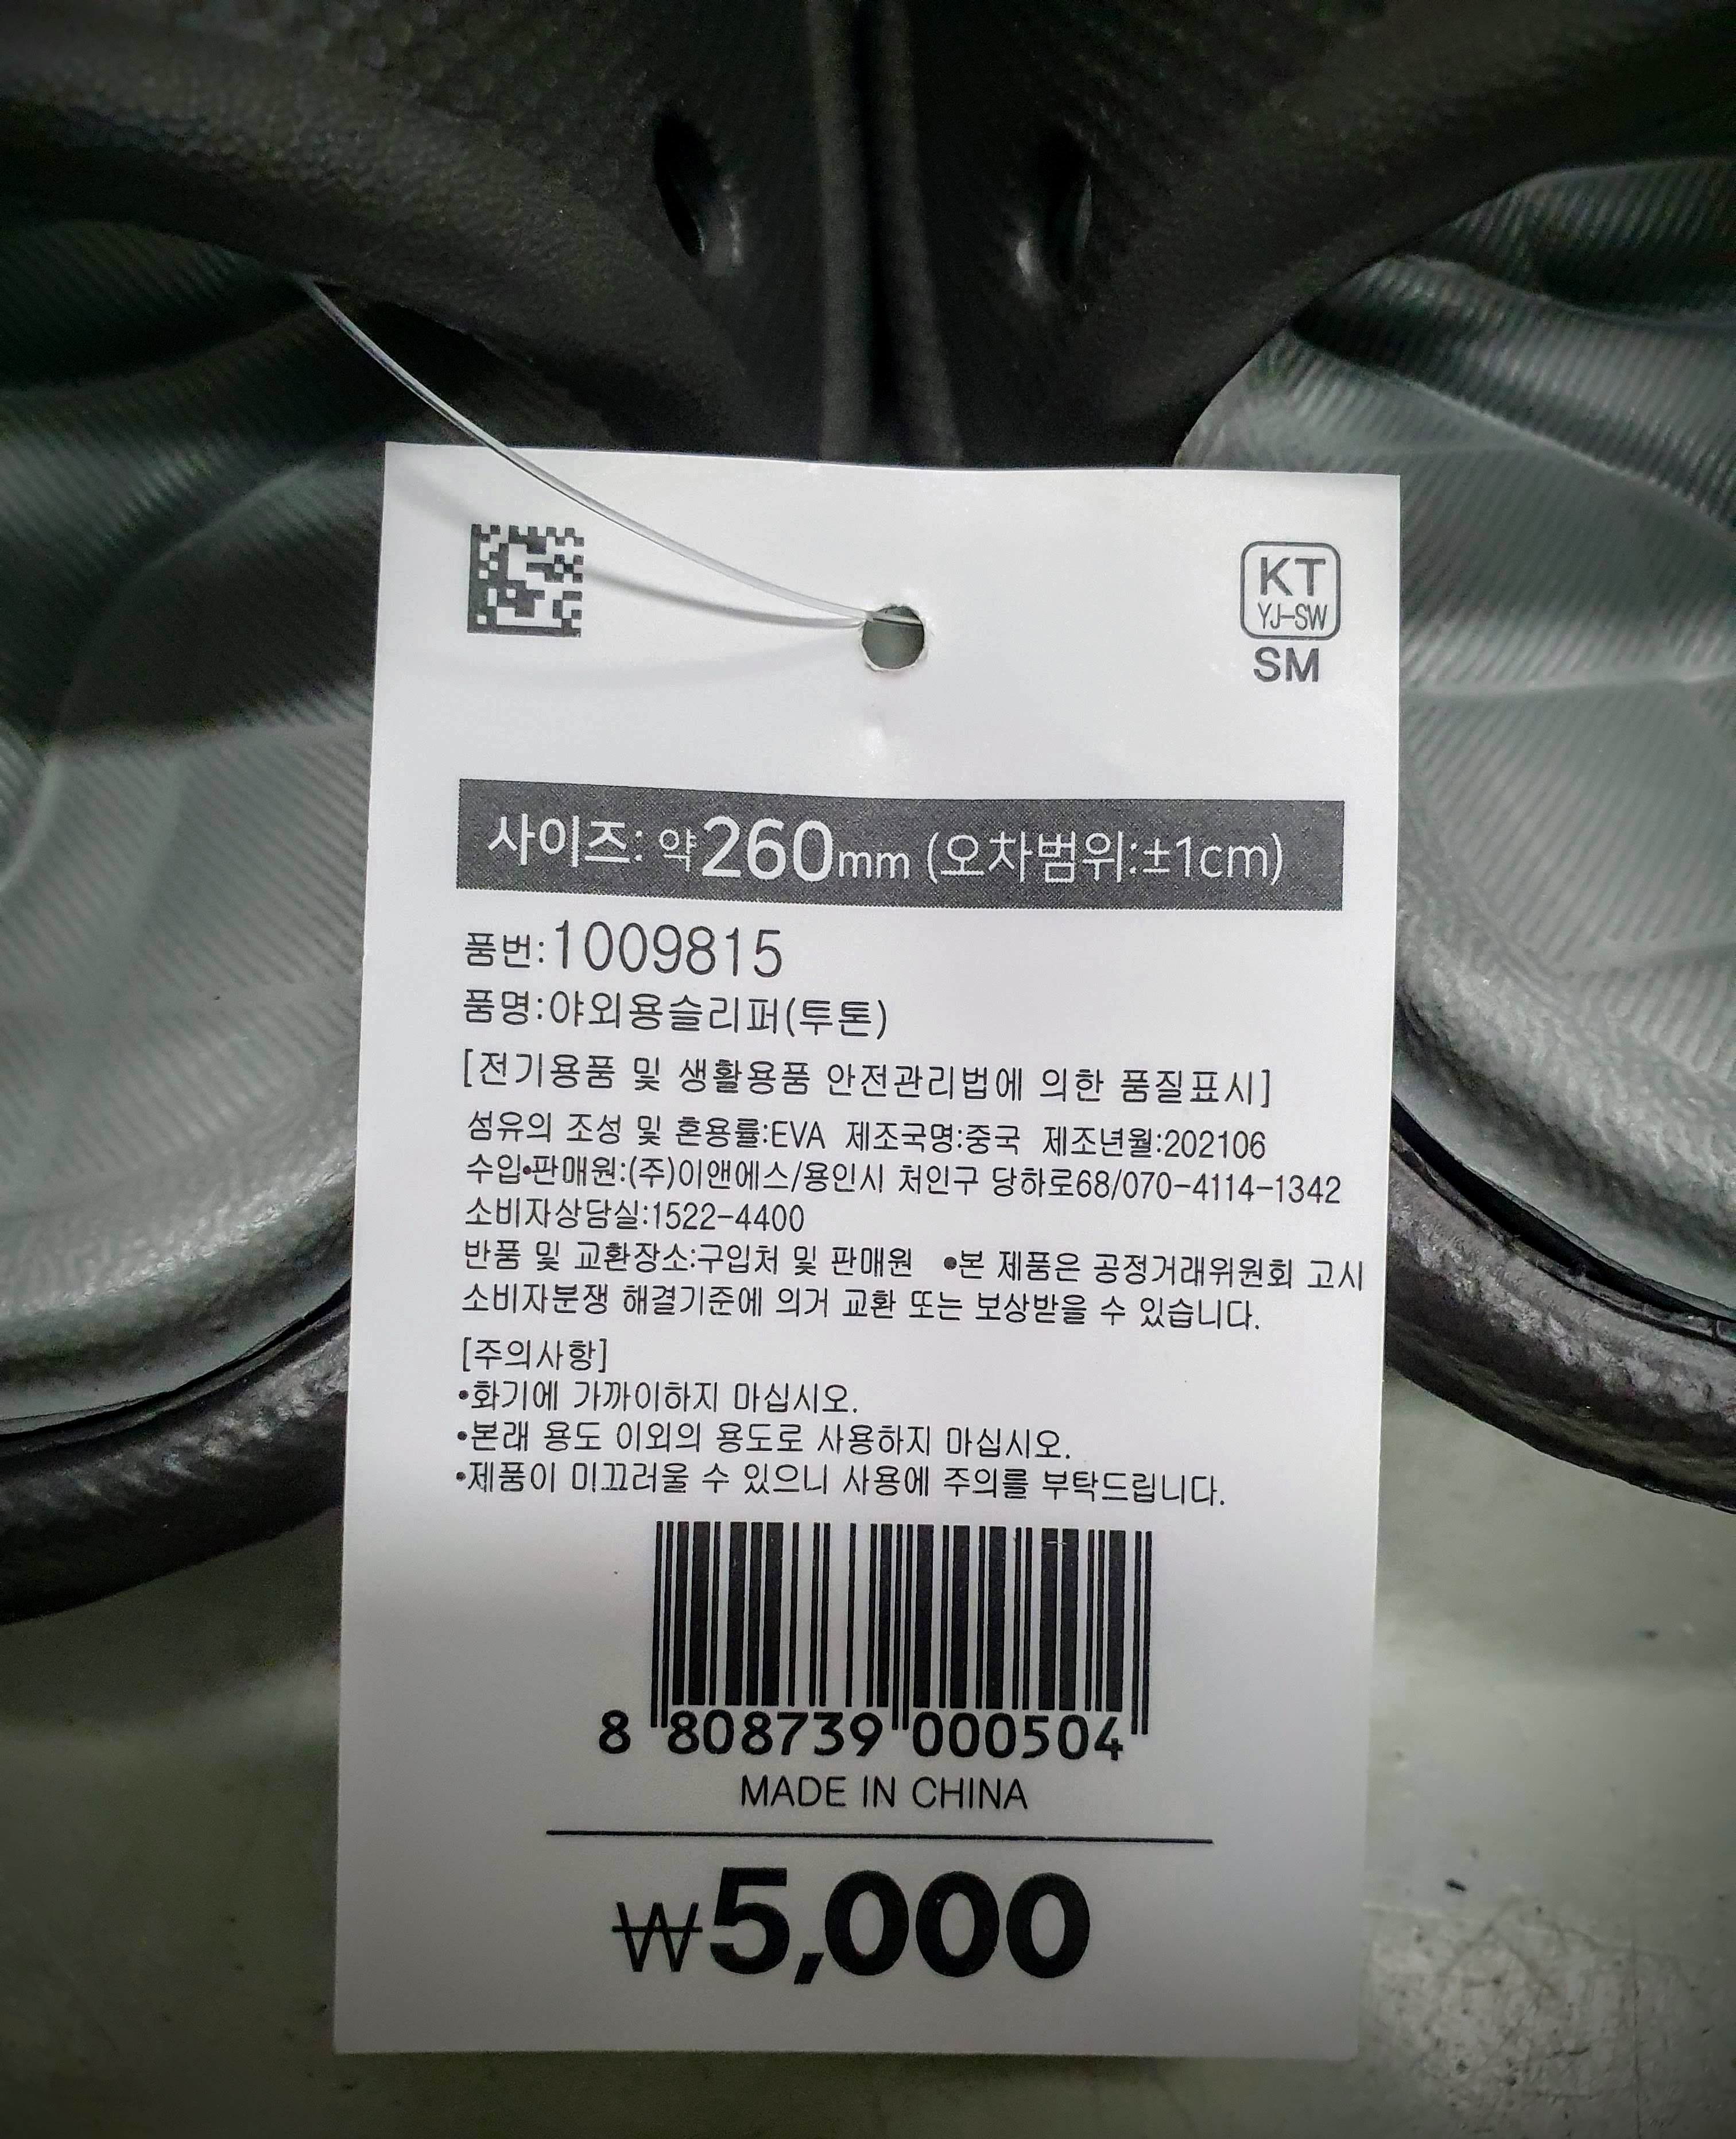 KT
YJ-SW
SM
사이즈: 약260mm (오차범위:±1cm)
품번:1009815
품명:야외용슬리퍼(투톤)
[전기용품 및 생활용품 안전관리법에 의한 품질표시]
섬유의 조성 및 혼용률:EVA 제조국명:중국 제조년월:202106
수입•판매원:(주)이앤에스/용인시 처인구 당하로68/070-4114-1342
소비자상담실:1522-4400
반품 및 교환장소:구입처 및 판매원 •본 제품은 공정거래위원회 고시
소비자분쟁 해결기준에 의거 교환 또는 보상받을 수 있습니다.
[주의사항]
•화기에 가까이하지 마십시오.
•본래 용도 이외의 용도로 사용하지 마십시오.
•제품이 미끄러울 수 있으니 사용에 주의를 부탁드립니다.
8 808739 000504
MADE IN CHINA
₩5,000